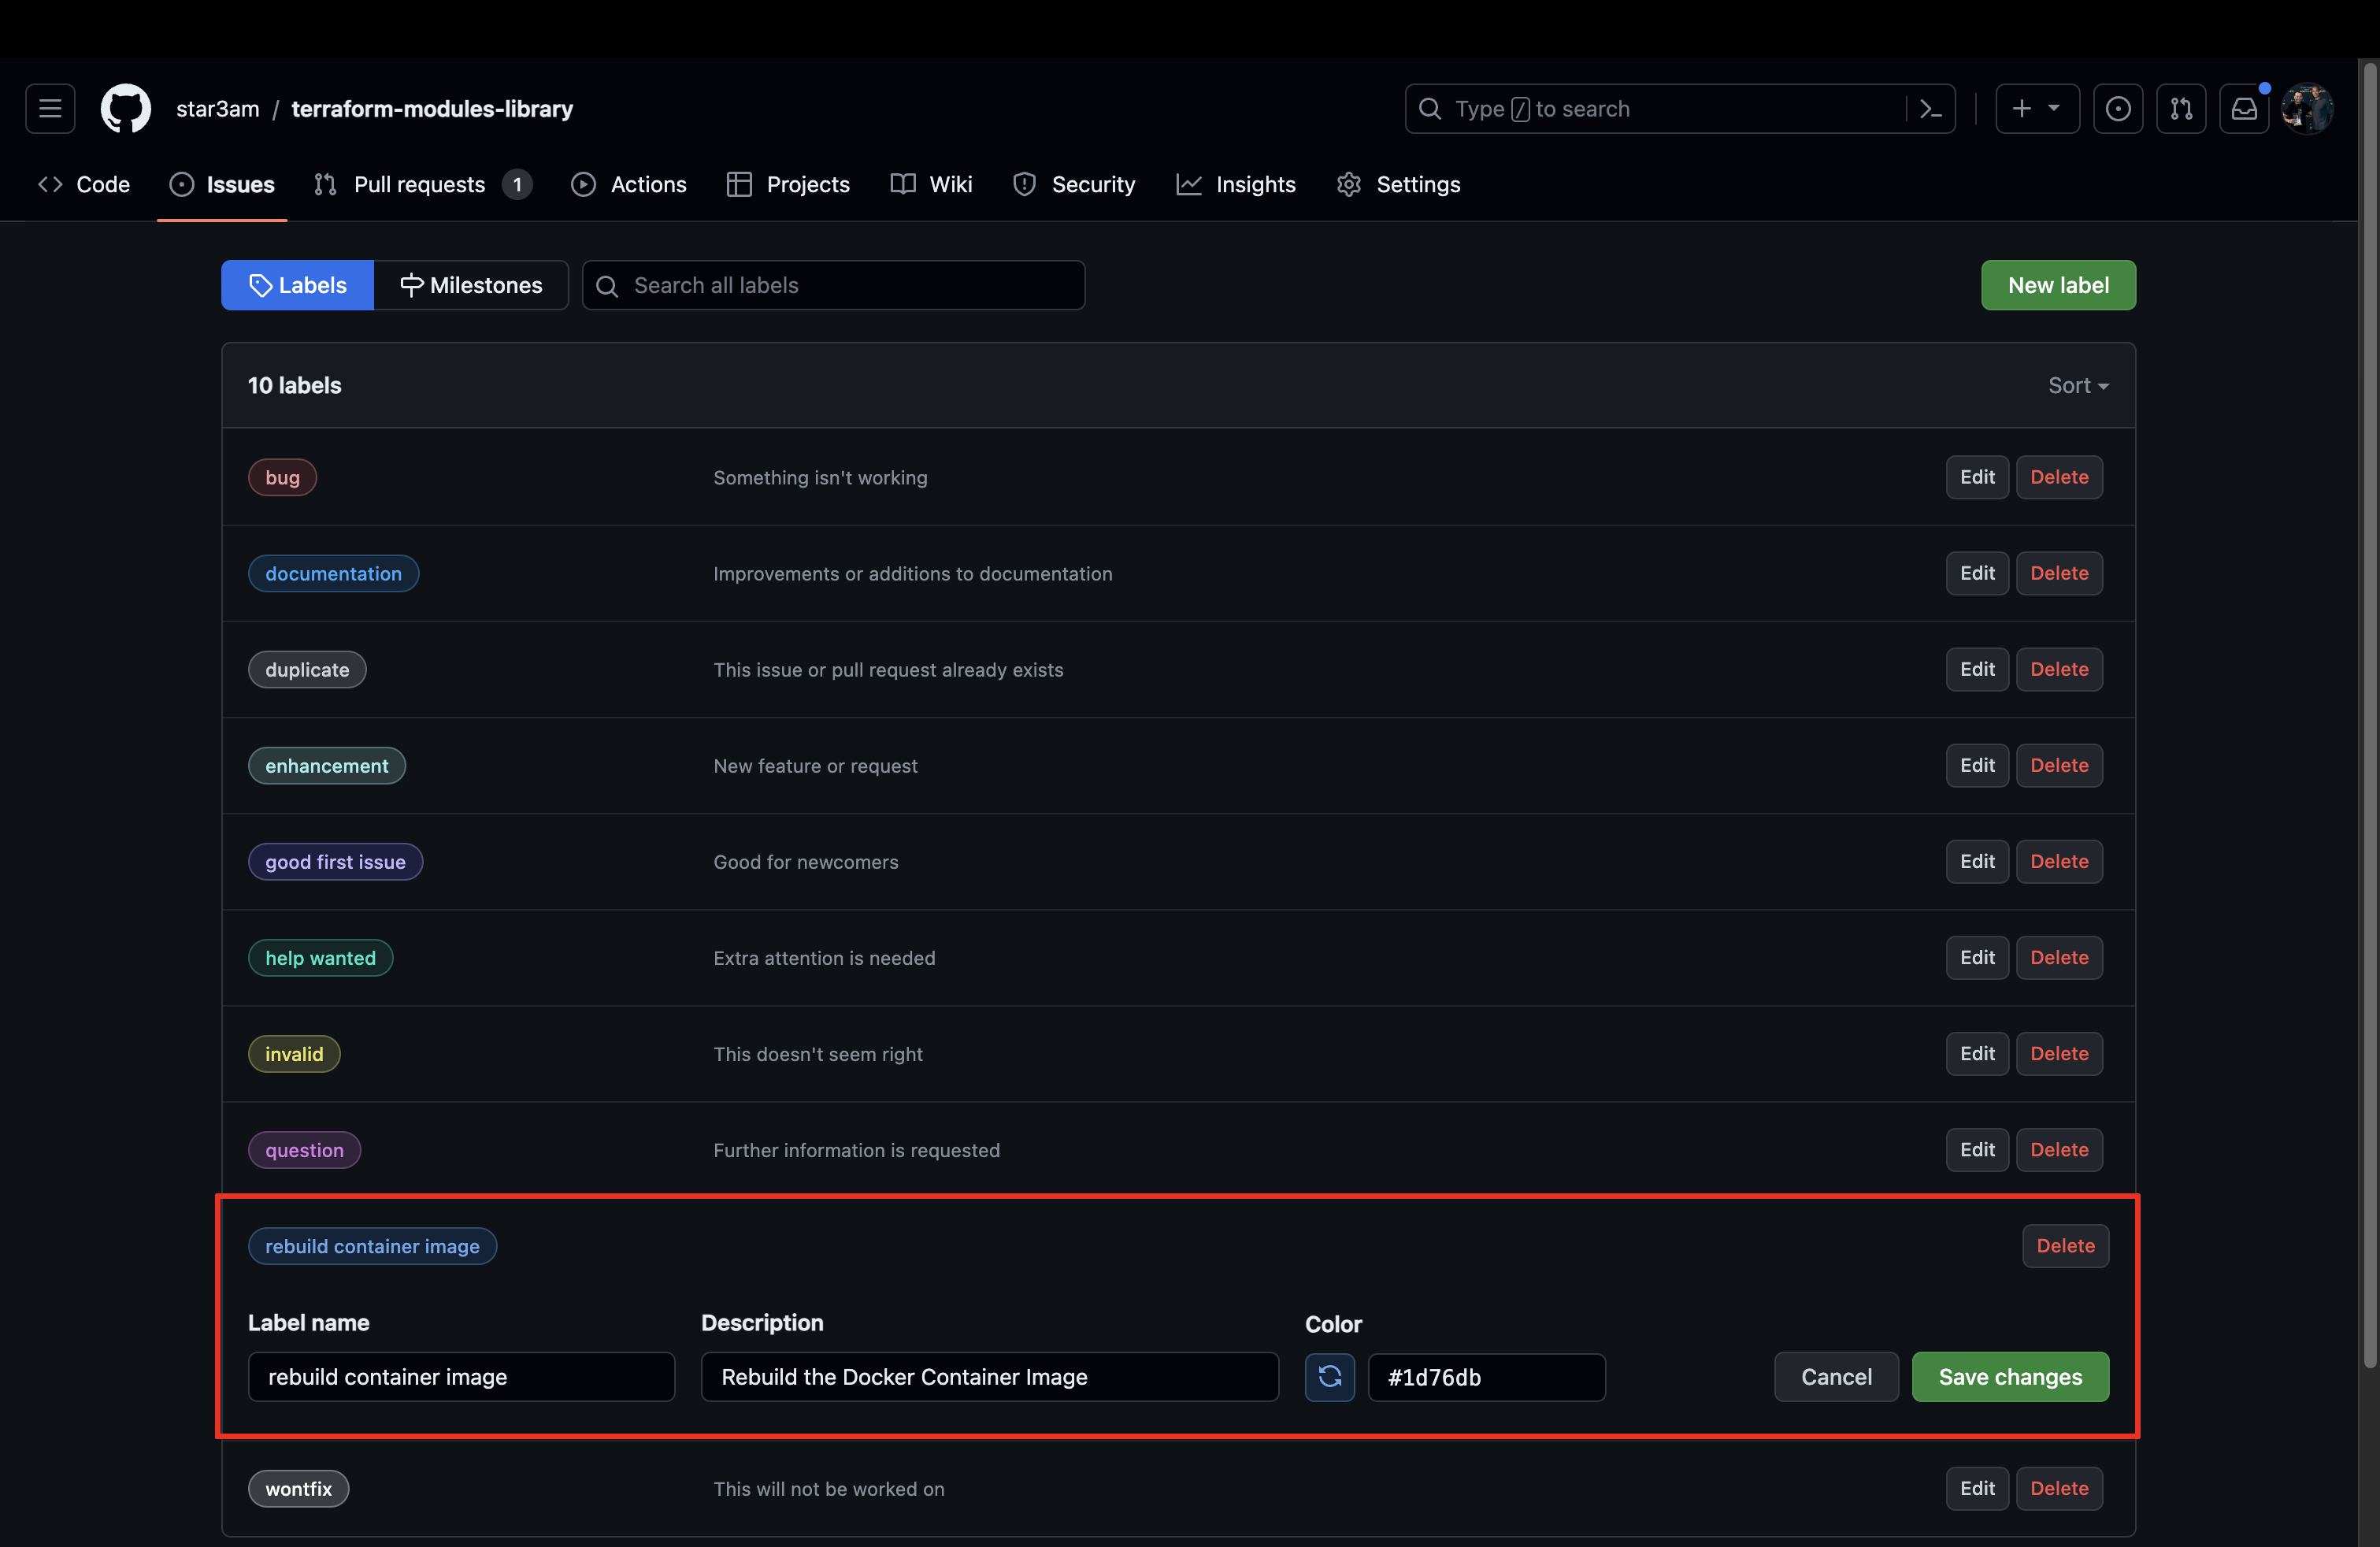 star3am / terraform-modules-library
Type / to search
Code Issues Pull requests 1 Actions Projects Wiki Security Insights Settings
Labels Milestones Search all labels New label
10 labels Sort
bug Something isn't working Edit Delete
documentation Improvements or additions to documentation Edit Delete
duplicate This issue or pull request already exists Edit Delete
enhancement New feature or request Edit Delete
good first issue Good for newcomers Edit Delete
help wanted Extra attention is needed Edit Delete
invalid This doesn't seem right Edit Delete
question Further information is requested Edit Delete
rebuild container image Delete
Label name Description Color
rebuild container image Rebuild the Docker Container Image #1d76db Cancel Save changes
wontfix This will not be worked on Edit Delete